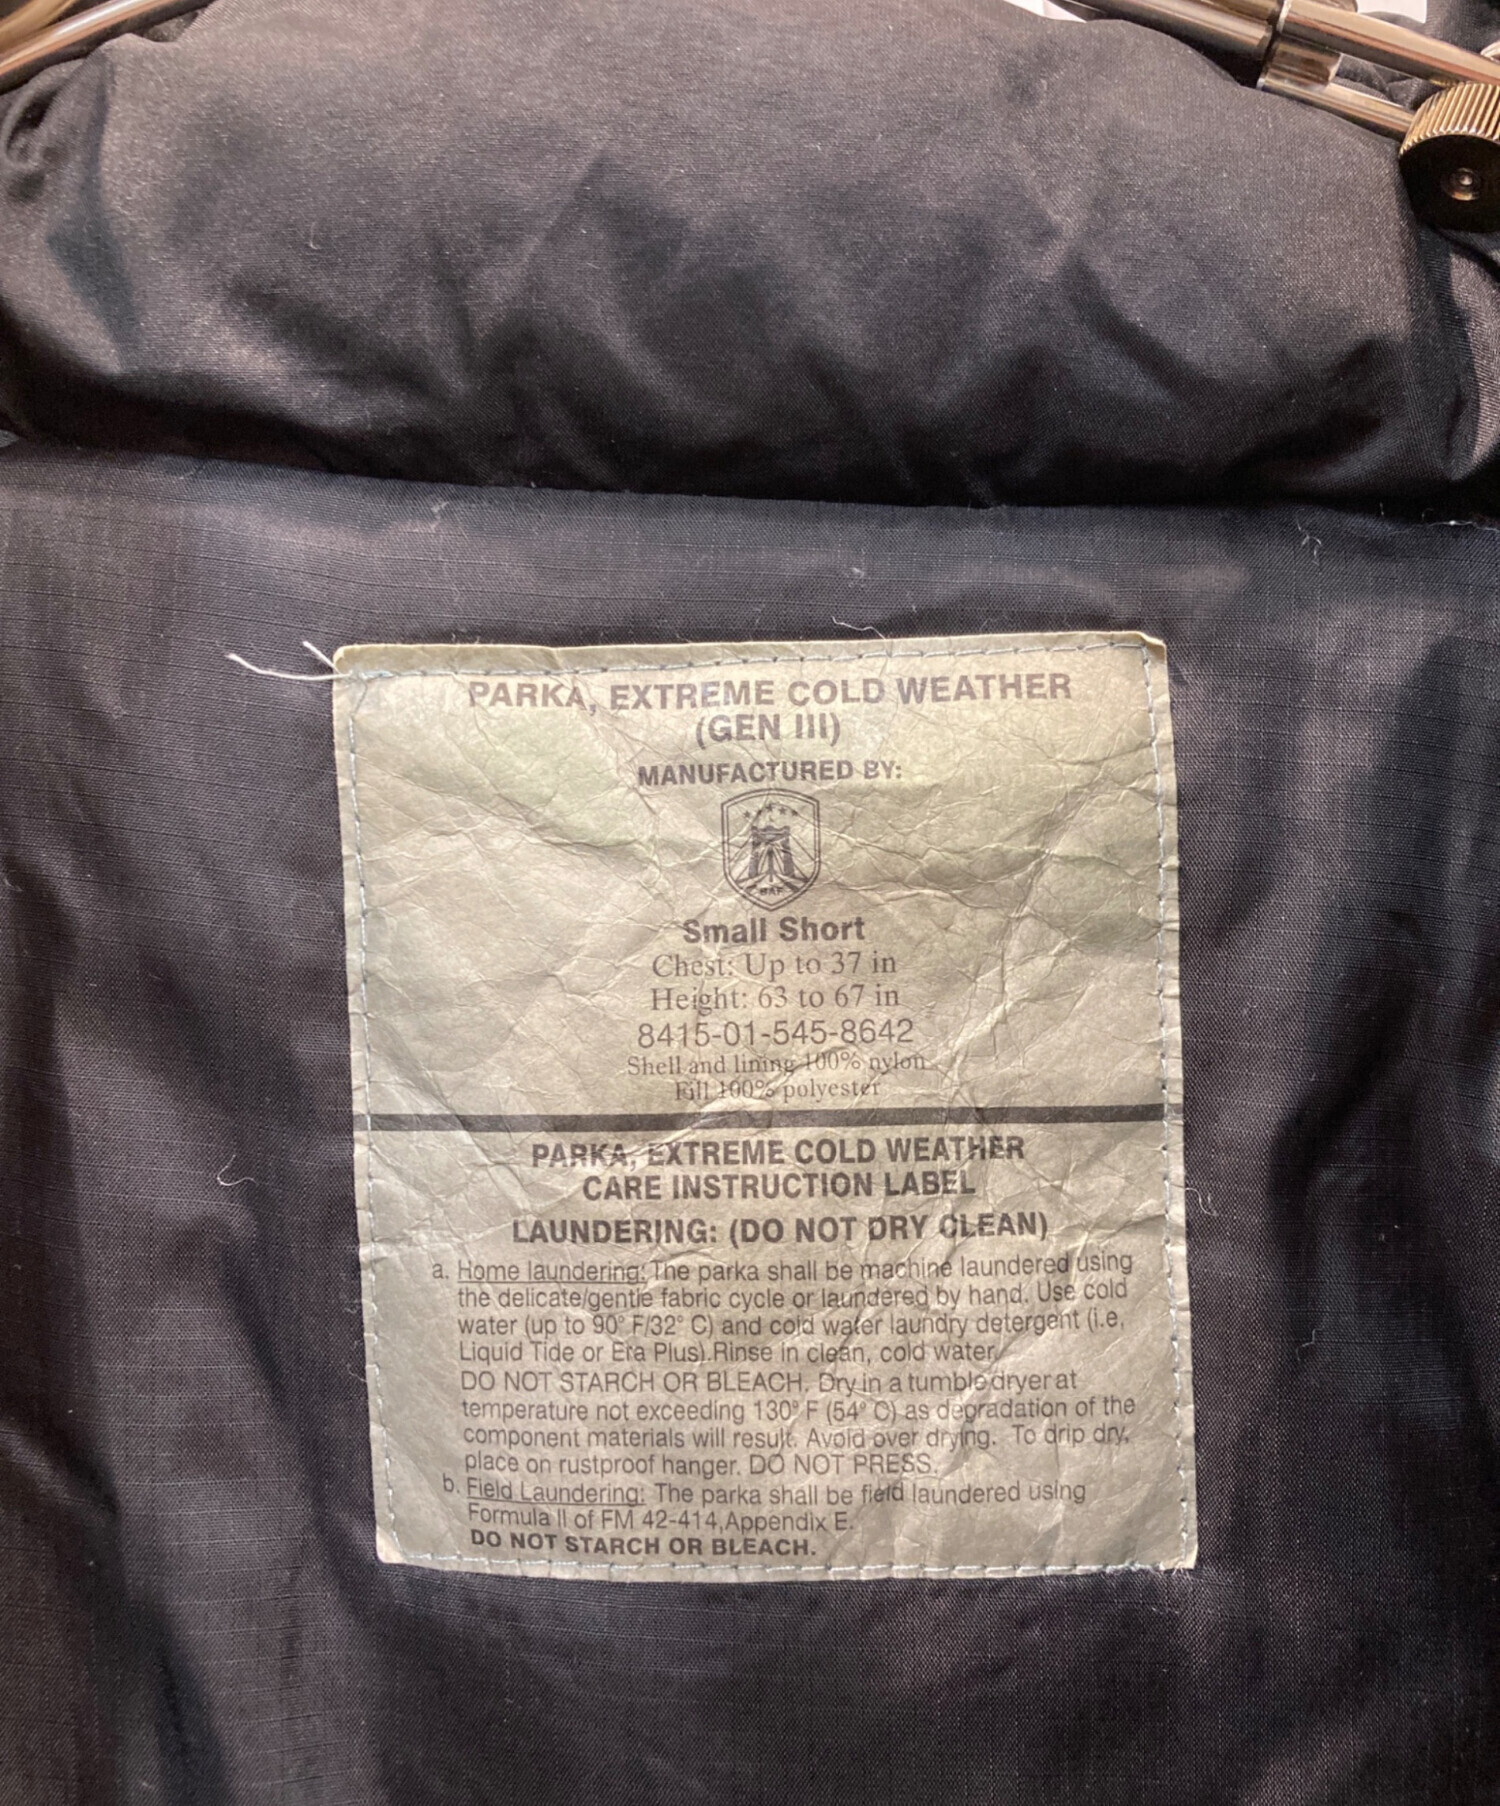 PARKA, EXTREME COLD WEATHER
(GEN III)
MANUFACTURED BY:
Small Short
Chest: Up to 37 in
Height: 63 to 67 in
8415-01-545-8642
Shell and lining 100% nylon
Fill 100% polyester
PARKA, EXTREME COLD WEATHER
CARE INSTRUCTION LABEL
LAUNDERING: (DO NOT DRY CLEAN)
a. Home laundering: The parka shall be machine laundered using
the delicate/gentle fabric cycle or laundered by hand. Use cold
water (up to 90° F/32° C) and cold water laundry detergent (i.e,
Liquid Tide or Era Plus).Rinse in clean, cold water.
DO NOT STARCH OR BLEACH. Dry in a tumble dryer at
temperature not exceeding 130° F (54° C) as degradation of the
component materials will result. Avoid over drying. To drip dry,
place on rustproof hanger. DO NOT PRESS.
b. Field Laundering: The parka shall be field laundered using
Formula II of FM 42-414,Appendix E.
DO NOT STARCH OR BLEACH.